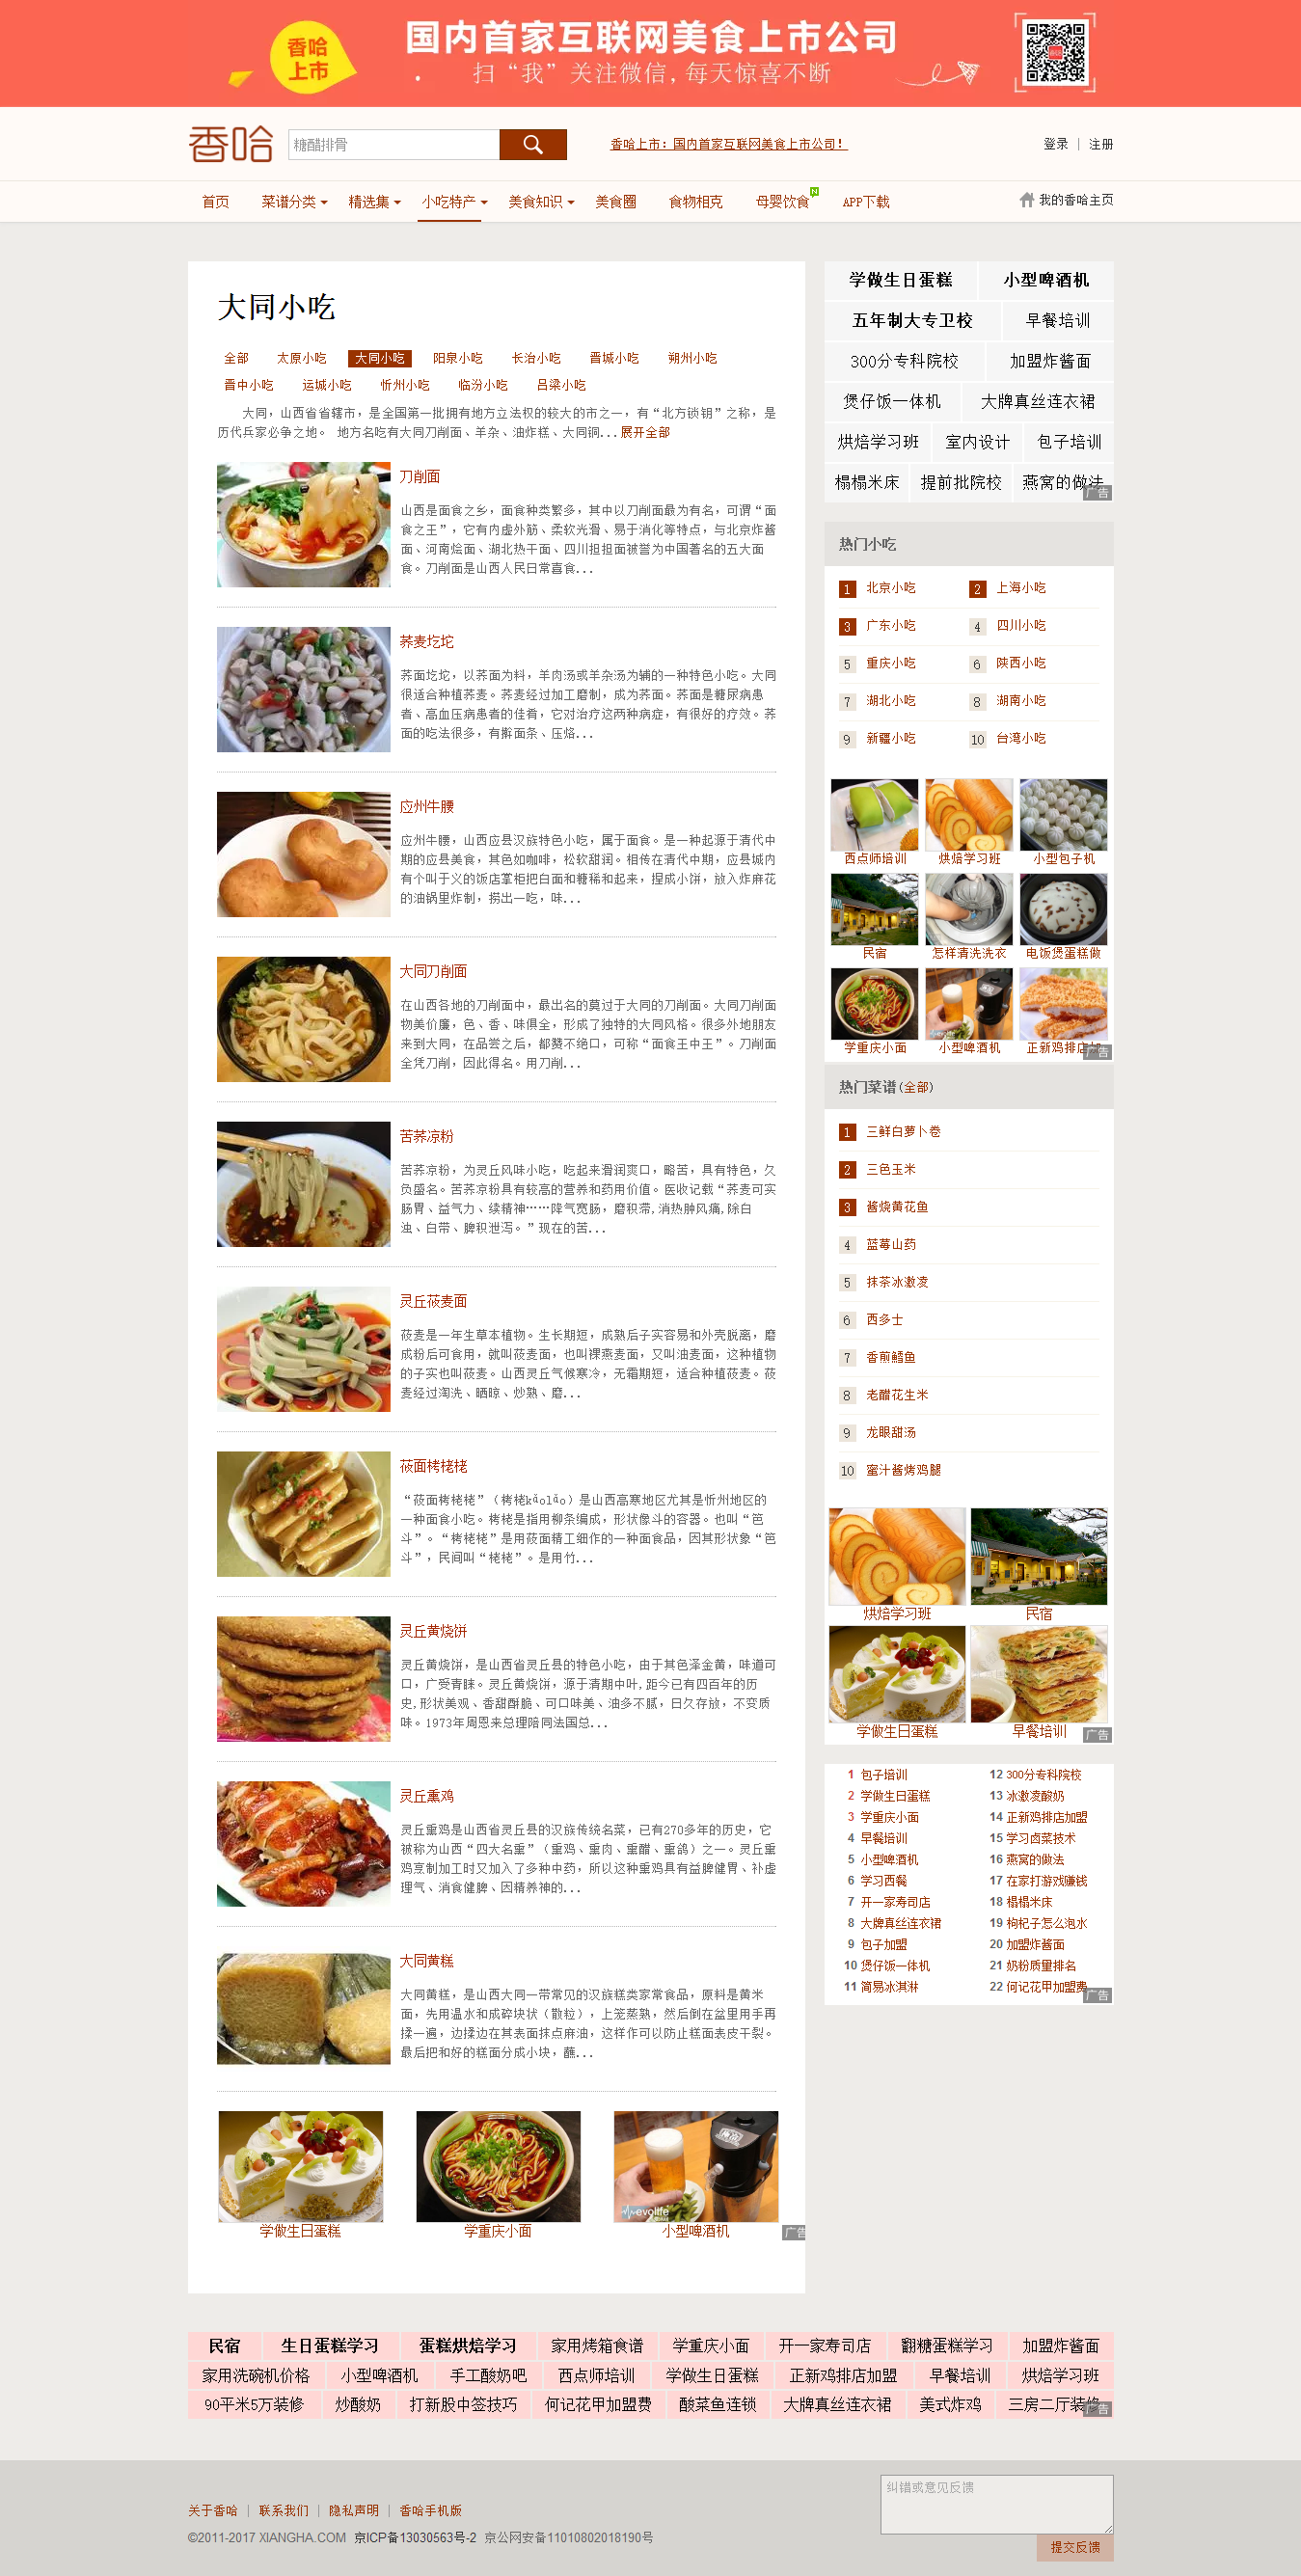 香哈
上市
国内首家互联网美食上市公司
扫“我”关注微信,每天惊喜不断
香哈
糖醋排骨
香哈上市：国内首家互联网美食上市公司！
登录 | 注册
首页 菜谱分类 精选集 小吃特产 美食知识 美食圈 食物相克 母婴饮食 N APP下载
我的香哈主页
大同小吃
全部 太原小吃 大同小吃 阳泉小吃 长治小吃 晋城小吃 朔州小吃
晋中小吃 运城小吃 忻州小吃 临汾小吃 吕梁小吃
大同，山西省省辖市，是全国第一批拥有地方立法权的较大的市之一，有“北方锁钥”之称，是
历代兵家必争之地。 地方名吃有大同刀削面、羊杂、油炸糕、大同铜...展开全部
刀削面
山西是面食之乡，面食种类繁多，其中以刀削面最为有名，可谓“面
食之王”，它有内虚外筋、柔软光滑、易于消化等特点，与北京炸酱
面、河南烩面、湖北热干面、四川担担面被誉为中国著名的五大面
食。刀削面是山西人民日常喜食...
荞麦圪坨
荞面圪坨，以荞面为料，羊肉汤或羊杂汤为辅的一种特色小吃。大同
很适合种植荞麦。荞麦经过加工磨制，成为荞面。荞面是糖尿病患
者、高血压病患者的佳肴，它对治疗这两种病症，有很好的疗效。荞
面的吃法很多，有擀面条、压烙...
应州牛腰
应州牛腰，山西应县汉族特色小吃，属于面食。是一种起源于清代中
期的应县美食，其色如咖啡，松软甜润。相传在清代中期，应县城内
有个叫于义的饭店掌柜把白面和糖稀和起来，捏成小饼，放入炸麻花
的油锅里炸制，捞出一吃，味...
大同刀削面
在山西各地的刀削面中，最出名的莫过于大同的刀削面。大同刀削面
物美价廉，色、香、味俱全，形成了独特的大同风格。很多外地朋友
来到大同，在品尝之后，都赞不绝口，可称“面食王中王”。刀削面
全凭刀削，因此得名。用刀削...
苦荞凉粉
苦荞凉粉，为灵丘风味小吃，吃起来滑润爽口，略苦，具有特色，久
负盛名。苦荞凉粉具有较高的营养和药用价值。医收记载“荞麦可实
肠胃、益气力、续精神……降气宽肠，磨积滞,消热肿风痛,除白
浊、白带、脾积泄泻。”现在的苦...
灵丘莜麦面
莜麦是一年生草本植物。生长期短，成熟后子实容易和外壳脱离，磨
成粉后可食用，就叫莜麦面，也叫裸燕麦面，又叫油麦面，这种植物
的子实也叫莜麦。山西灵丘气候寒冷，无霜期短，适合种植莜麦。莜
麦经过淘洗、晒晾、炒熟、磨...
莜面栲栳栳
“莜面栲栳栳”（栲栳kǎolǎo）是山西高寒地区尤其是忻州地区的
一种面食小吃。栲栳是指用柳条编成，形状像斗的容器。也叫“笆
斗”。“栲栳栳”是用莜面精工细作的一种面食品，因其形状象“笆
斗”，民间叫“栲栳”。是用竹...
灵丘黄烧饼
灵丘黄烧饼，是山西省灵丘县的特色小吃，由于其色泽金黄，味道可
口，广受青睐。灵丘黄烧饼，源于清期中叶,距今已有四百年的历
史,形状美观、香甜酥脆、可口味美、油多不腻，日久存放，不变质
味。1973年周恩来总理陪同法国总...
灵丘熏鸡
灵丘熏鸡是山西省灵丘县的汉族传统名菜，已有270多年的历史，它
被称为山西“四大名熏”（熏鸡、熏肉、熏醋、熏鸽）之一。灵丘熏
鸡烹制加工时又加入了多种中药，所以这种熏鸡具有益脾健胃、补虚
理气、消食健脾、因精养神的...
大同黄糕
大同黄糕，是山西大同一带常见的汉族糕类家常食品，原料是黄米
面，先用温水和成碎块状（散粒），上笼蒸熟，然后倒在盆里用手再
揉一遍，边揉边在其表面抹点麻油，这样作可以防止糕面表皮干裂。
最后把和好的糕面分成小块，蘸...
evolife
学做生日蛋糕 学重庆小面 小型啤酒机
广告
学做生日蛋糕 小型啤酒机
五年制大专卫校 早餐培训
300分专科院校 加盟炸酱面
煲仔饭一体机 大牌真丝连衣裙
烘焙学习班 室内设计 包子培训
榻榻米床 提前批院校 燕窝的做法
广告
热门小吃
1 北京小吃 2 上海小吃
3 广东小吃 4 四川小吃
5 重庆小吃 6 陕西小吃
7 湖北小吃 8 湖南小吃
9 新疆小吃 10 台湾小吃
西点师培训 烘焙学习班 小型包子机
民宿 怎样清洗洗衣 电饭煲蛋糕做
学重庆小面 小型啤酒机 正新鸡排店加
广告
热门菜谱(全部)
1 三鲜白萝卜卷
2 三色玉米
3 酱烧黄花鱼
4 蓝莓山药
5 抹茶冰激凌
6 西多士
7 香煎鳕鱼
8 老醋花生米
9 龙眼甜汤
10 蜜汁酱烤鸡腿
烘焙学习班 民宿
学做生日蛋糕 早餐培训
广告
1 包子培训 12 300分专科院校
2 学做生日蛋糕 13 冰激凌酸奶
3 学重庆小面 14 正新鸡排店加盟
4 早餐培训 15 学习卤菜技术
5 小型啤酒机 16 燕窝的做法
6 学习西餐 17 在家打游戏赚钱
7 开一家寿司店 18 榻榻米床
8 大牌真丝连衣裙 19 枸杞子怎么泡水
9 包子加盟 20 加盟炸酱面
10 煲仔饭一体机 21 奶粉质量排名
11 简易冰淇淋 22 何记花甲加盟费
广告
民宿 生日蛋糕学习 蛋糕烘焙学习 家用烤箱食谱 学重庆小面 开一家寿司店 翻糖蛋糕学习 加盟炸酱面
家用洗碗机价格 小型啤酒机 手工酸奶吧 西点师培训 学做生日蛋糕 正新鸡排店加盟 早餐培训 烘焙学习班
90平米5万装修 炒酸奶 打新股中签技巧 何记花甲加盟费 酸菜鱼连锁 大牌真丝连衣裙 美式炸鸡 三房二厅装修
广告
关于香哈 | 联系我们 | 隐私声明 | 香哈手机版
©2011-2017 XIANGHA.COM 京ICP备13030563号-2 京公网安备11010802018190号
纠错或意见反馈
提交反馈